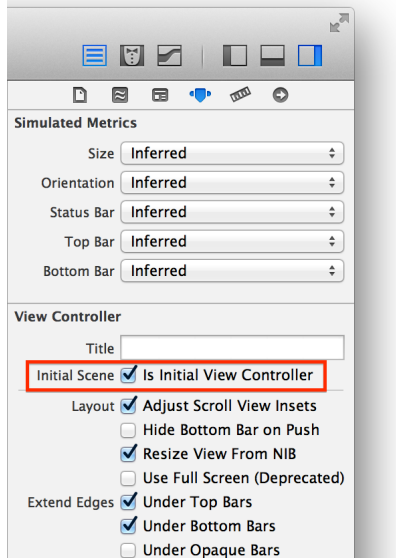 Simulated Metrics
Size Inferred
Orientation Inferred
Status Bar Inferred
Top Bar Inferred
Bottom Bar Inferred
View Controller
Title
Initial Scene Is Initial View Controller
Layout Adjust Scroll View Insets
Hide Bottom Bar on Push
Resize View From NIB
Use Full Screen (Deprecated)
Extend Edges Under Top Bars
Under Bottom Bars
Under Opaque Bars